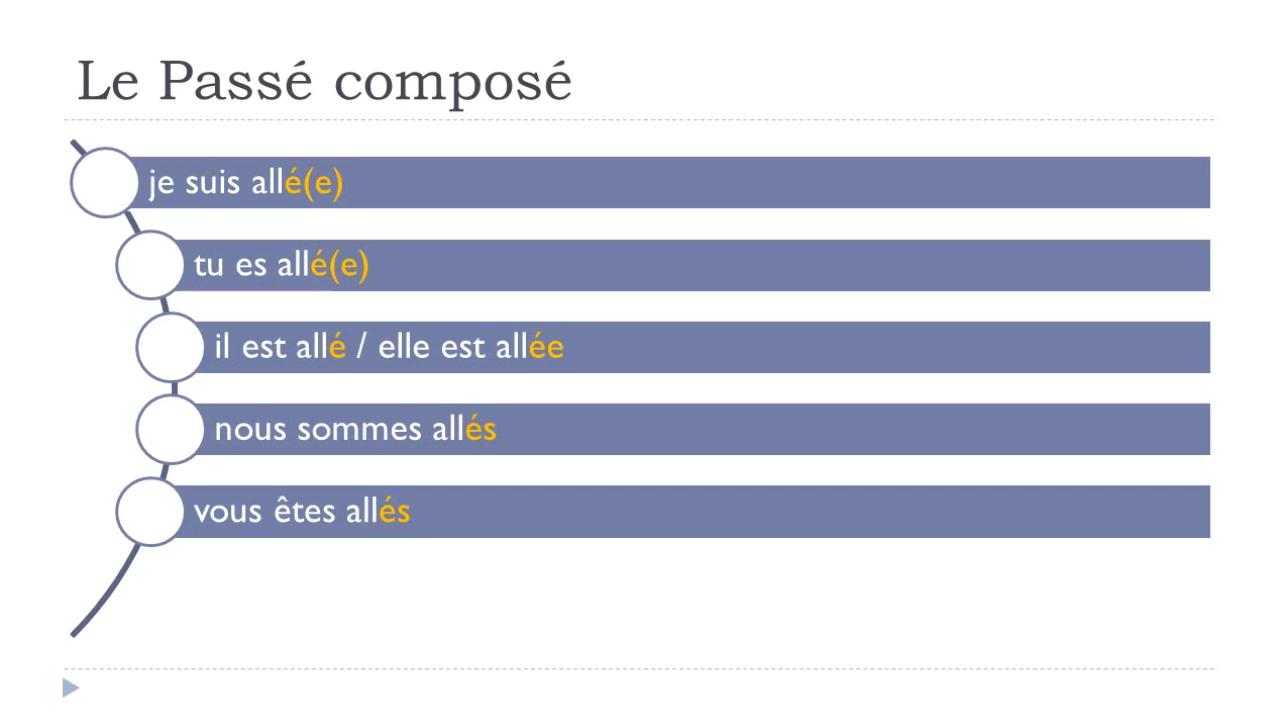 Le Passé composé
je suis allé(e)
tu es allé(e)
il est allé / elle est allée
nous sommes allés
vous êtes allés